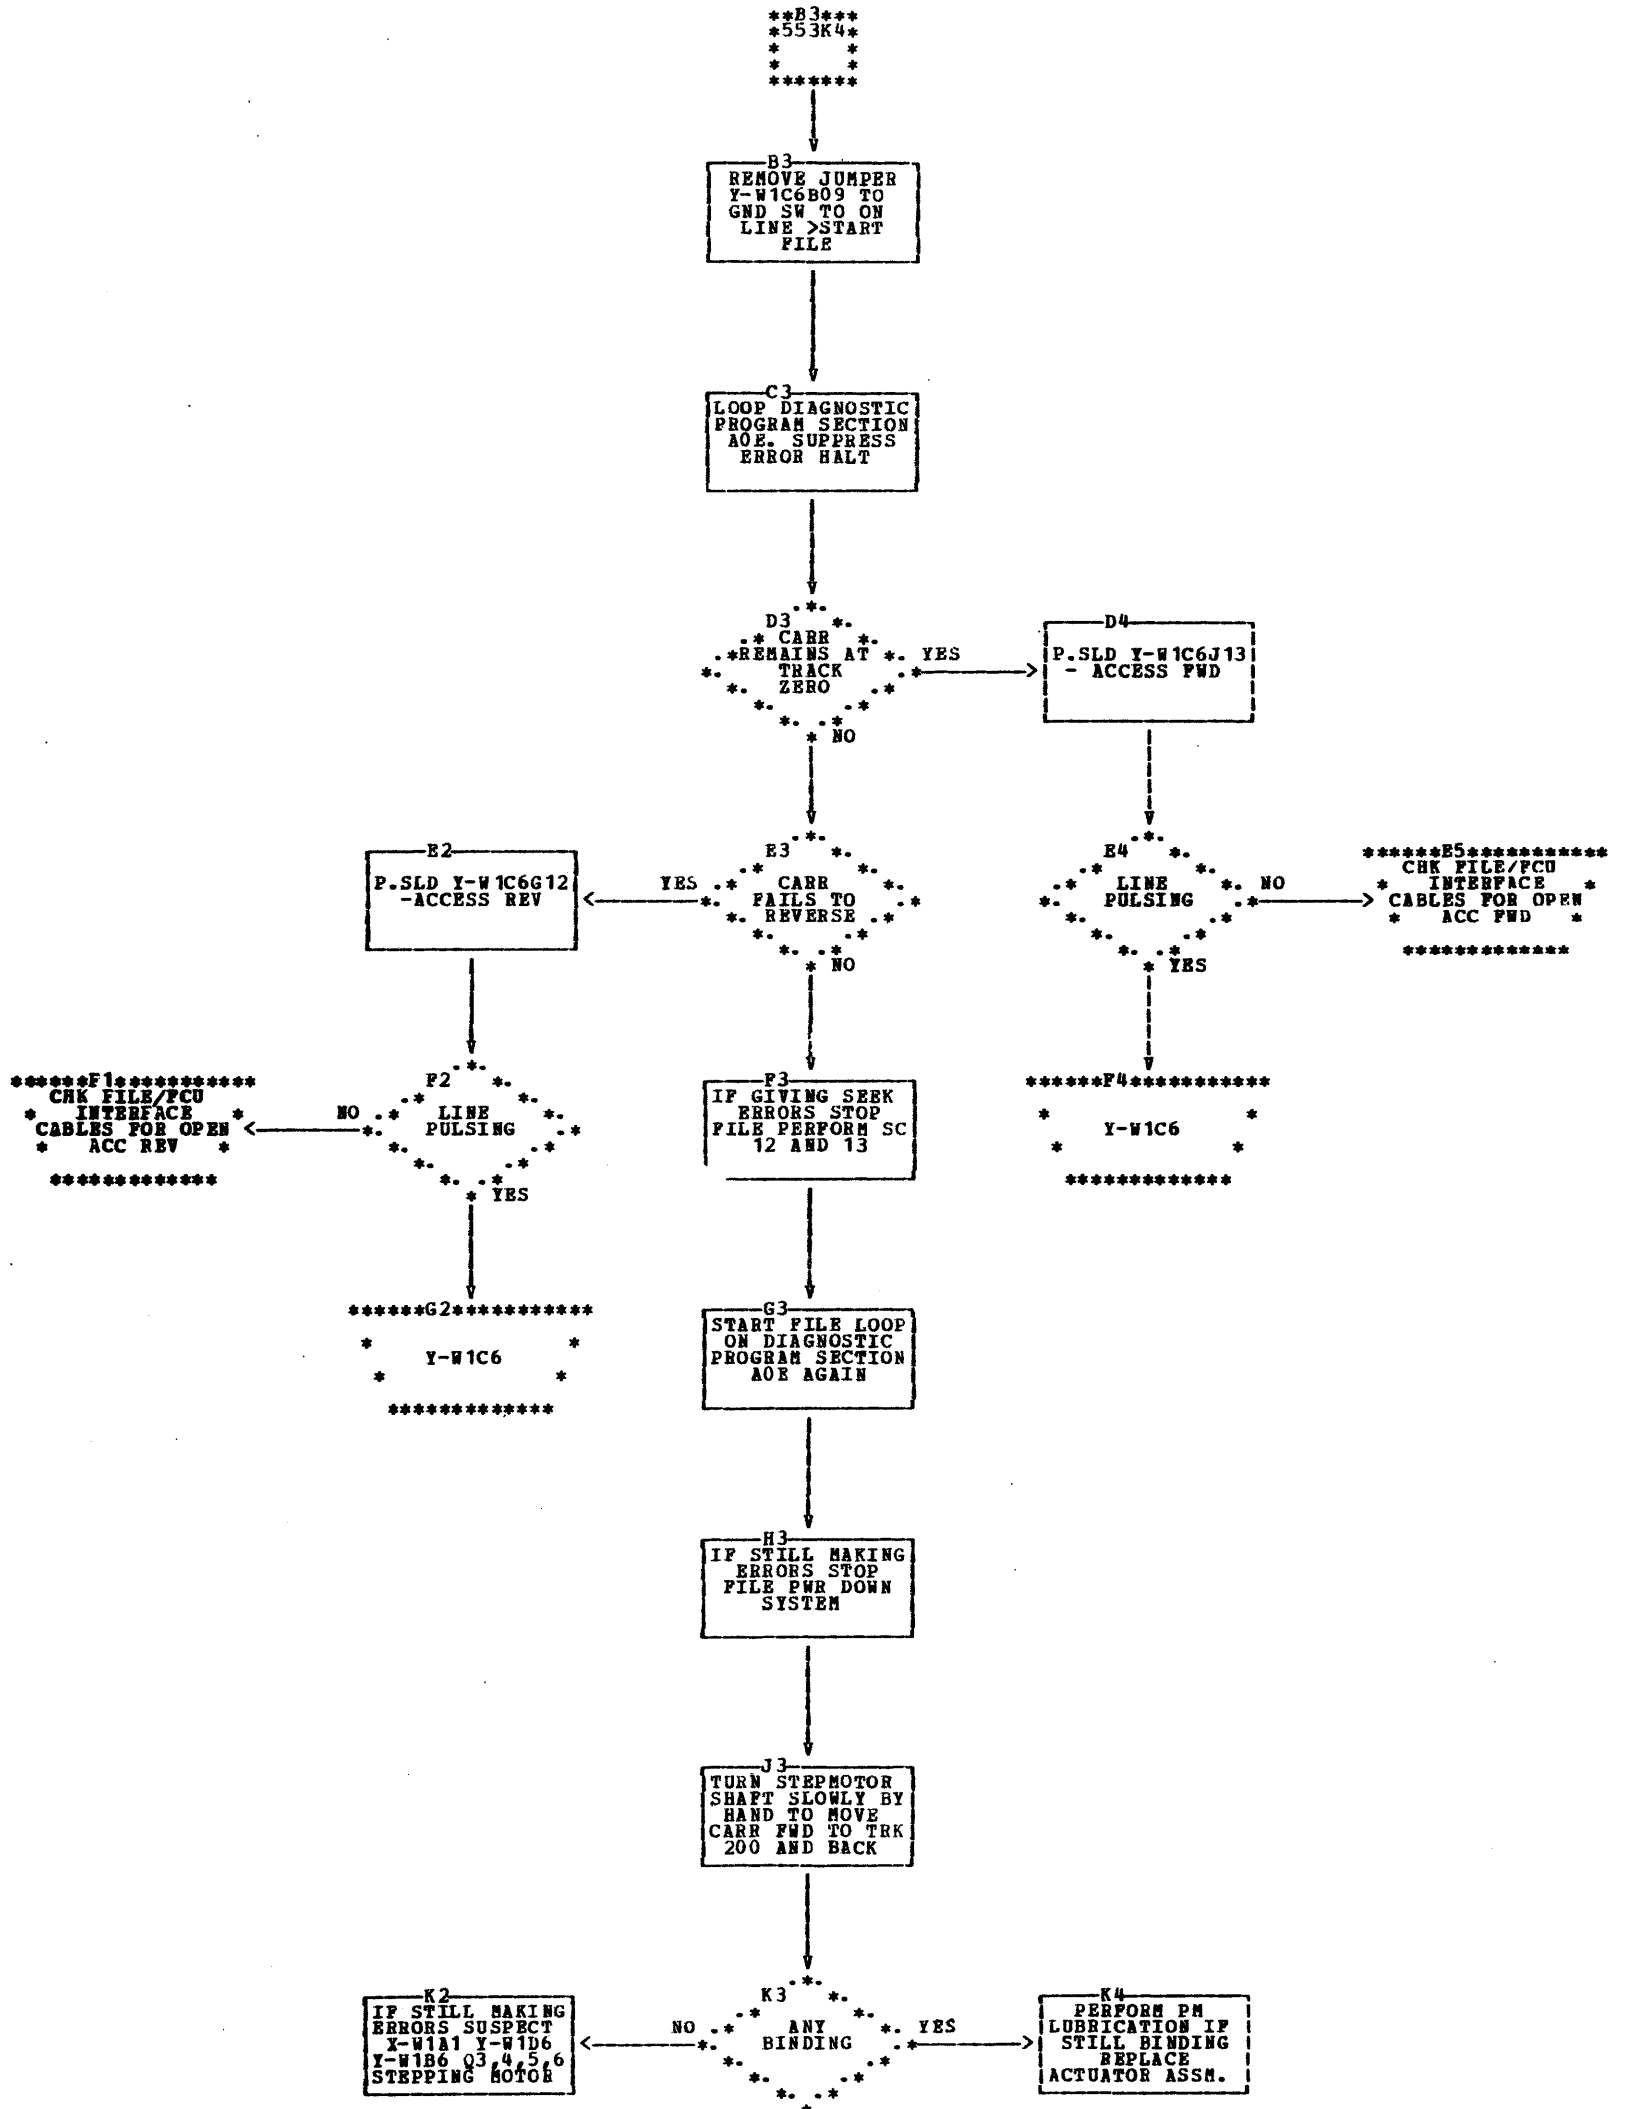 **B3***
*553K4*
* *
* *
*******
B3
REMOVE JUMPER
Y-W1C6B09 TO
GND SW TO ON
LINE >START
FILE
C3
LOOP DIAGNOSTIC
PROGRAM SECTION
A0E. SUPPRESS
ERROR HALT
D3
CARR
REMAINS AT
TRACK
ZERO
YES
NO
D4
P.SLD Y-W1C6J13
- ACCESS FWD
E2
P.SLD Y-W1C6G12
-ACCESS REV
E3
CARR
FAILS TO
REVERSE
YES
NO
E4
LINE
PULSING
NO
YES
******E5***********
CHK FILE/FCU
* INTERFACE *
CABLES FOR OPEN
* ACC FWD *
*************
******F1***********
CHK FILE/FCU
* INTERFACE *
CABLES FOR OPEN
* ACC REV *
*************
F2
LINE
PULSING
NO
YES
F3
IF GIVING SEEK
ERRORS STOP
FILE PERFORM SC
12 AND 13
******F4***********
* *
Y-W1C6
* *
*************
******G2***********
* *
Y-W1C6
* *
*************
G3
START FILE LOOP
ON DIAGNOSTIC
PROGRAM SECTION
A0E AGAIN
H3
IF STILL MAKING
ERRORS STOP
FILE PWR DOWN
SYSTEM
J3
TURN STEPMOTOR
SHAFT SLOWLY BY
HAND TO MOVE
CARR FWD TO TRK
200 AND BACK
K2
IF STILL MAKING
ERRORS SUSPECT
X-W1A1 Y-W1D6
Y-W1B6 Q3,4,5,6
STEPPING MOTOR
K3
ANY
BINDING
NO
YES
K4
PERFORM PM
LUBRICATION IF
STILL BINDING
REPLACE
ACTUATOR ASSM.